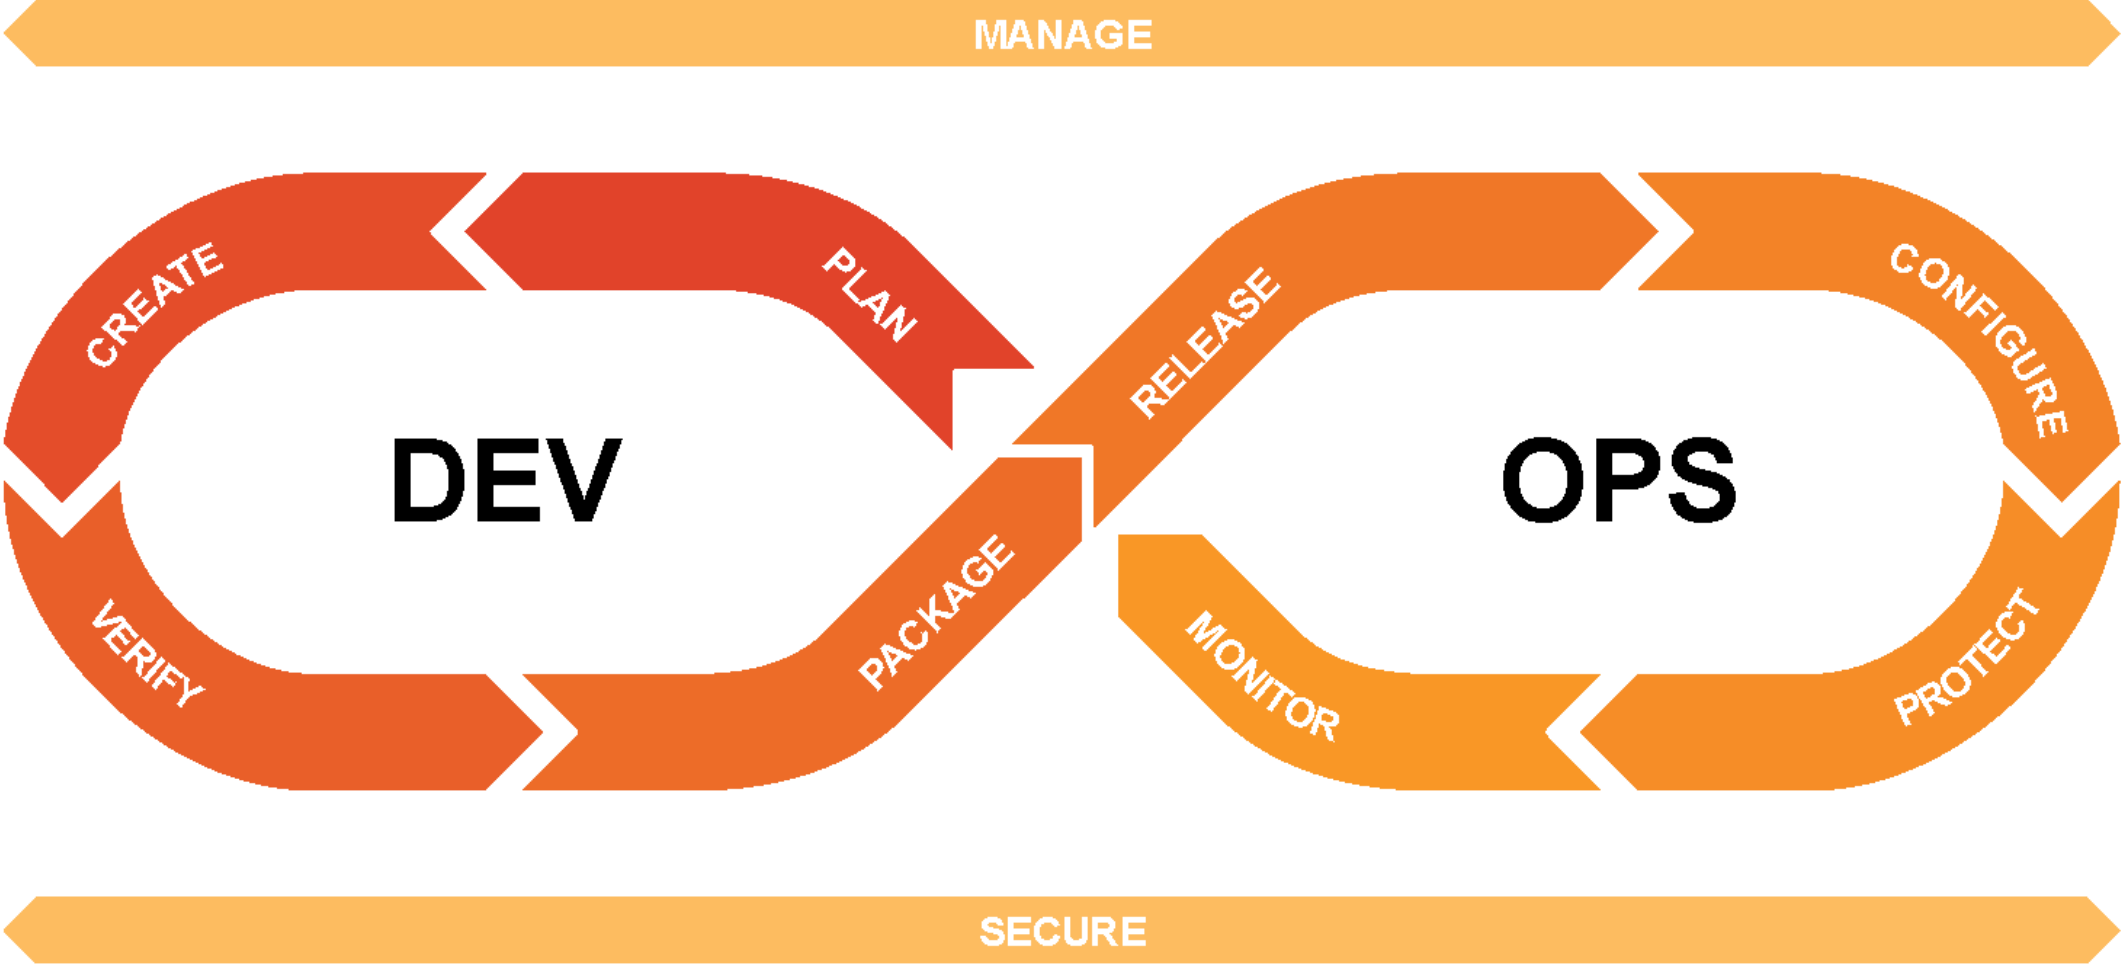 MANAGE
PLAN
CREATE
VERIFY
PACKAGE
RELEASE
CONFIGURE
PROTECT
MONITOR
DEV
OPS
SECURE